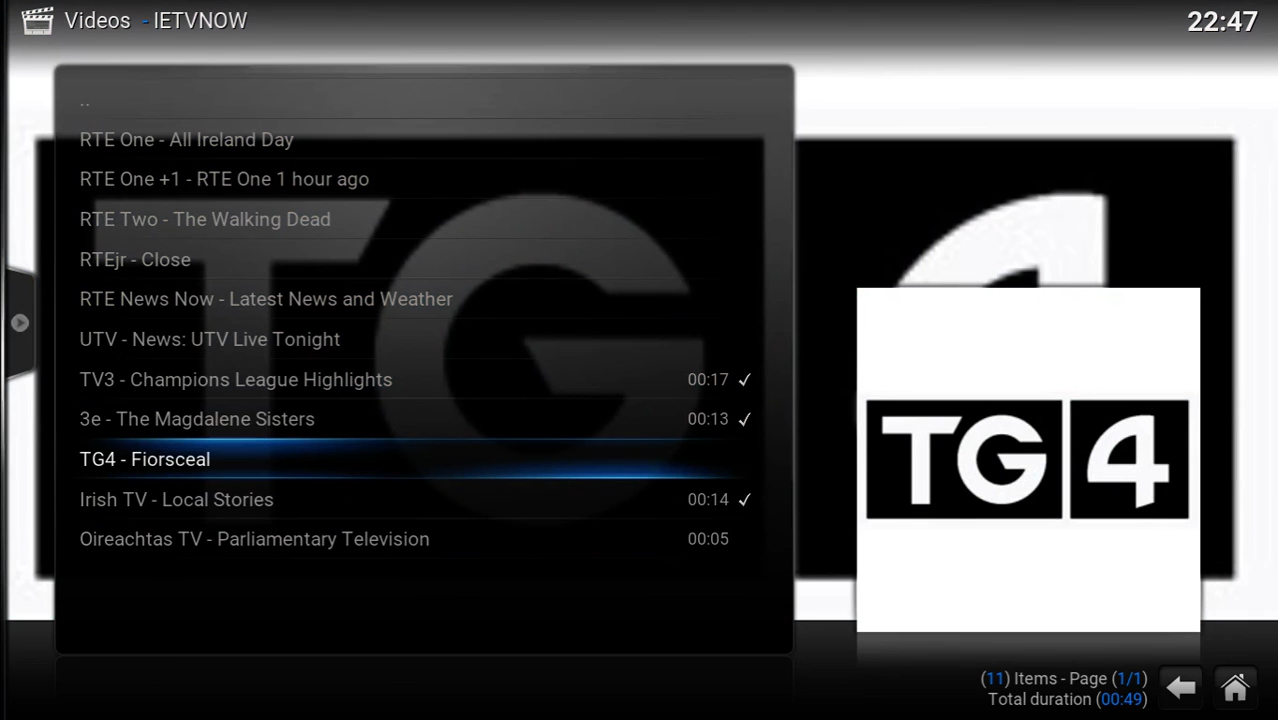 Videos - IETVNOW
22:47
..
RTE One - All Ireland Day
RTE One +1 - RTE One 1 hour ago
RTE Two - The Walking Dead
RTEjr - Close
RTE News Now - Latest News and Weather
UTV - News: UTV Live Tonight
TV3 - Champions League Highlights 00:17 ✓
3e - The Magdalene Sisters 00:13 ✓
TG4 - Fiorsceal
Irish TV - Local Stories 00:14 ✓
Oireachtas TV - Parliamentary Television 00:05
TG4
TG4
(11) Items - Page (1/1)
Total duration (00:49)